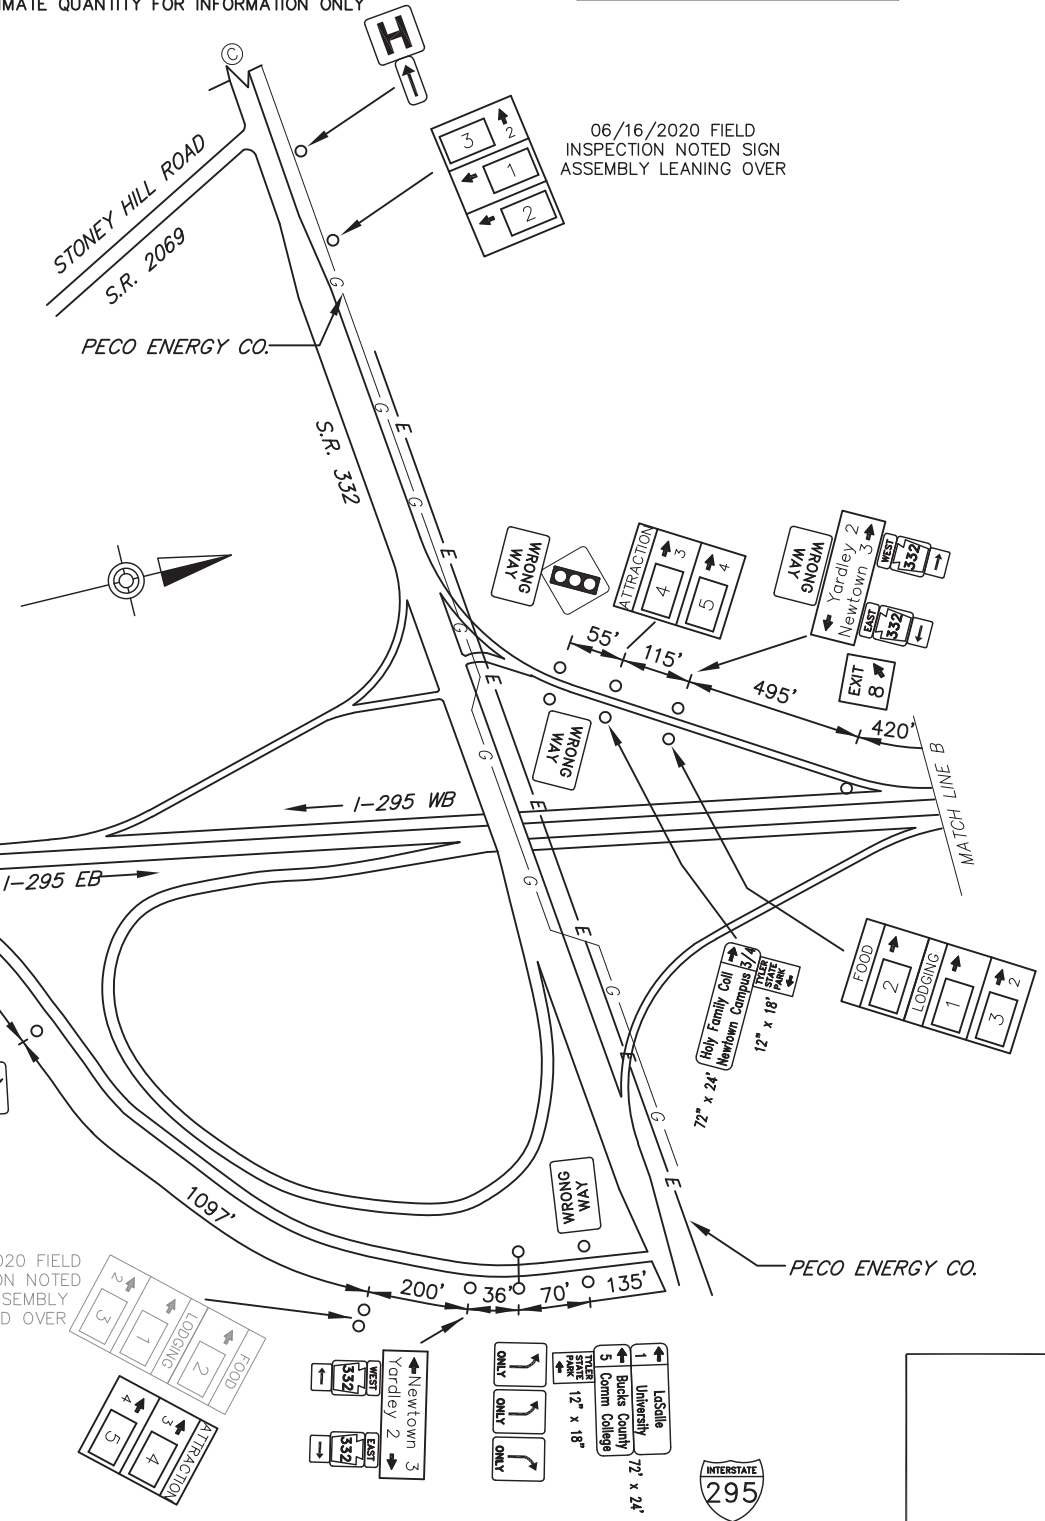 IMATE QUANTITY FOR INFORMATION ONLY
C
H
3
2
1
2
06/16/2020 FIELD
INSPECTION NOTED SIGN
ASSEMBLY LEANING OVER
STONEY HILL ROAD
S.R. 2069
G
PECO ENERGY CO.
G
E
S.R. 332
G
E
G
E
G
E
G
E
G
E
G
E
WRONG
WAY
ATTRACTION
4
3
5
4
WRONG
WAY
Yardley 2
Newtown 3
WEST
332
EAST
332
EXIT
8
55'
115'
495'
420'
WRONG
WAY
MATCH LINE B
I-295 WB
I-295 EB
Holy Family Coll
Newtown Campus 3/4
TYLER
STATE
PARK
12" x 18'
72" x 24'
FOOD
2
LODGING
1
3
2
WRONG
WAY
1097'
200'
36'
70'
135'
PECO ENERGY CO.
020 FIELD
ON NOTED
SSEMBLY
D OVER
2
3
1
LODGING
2
FOOD
4
5
3
4
ATTRACTION
WEST
332
EAST
332
Newtown 3
Yardley 2
ONLY
ONLY
ONLY
TYLER
STATE
PARK
12" x 18"
LaSalle
1 University
Bucks County
5 Comm College
72' x 24'
INTERSTATE
295